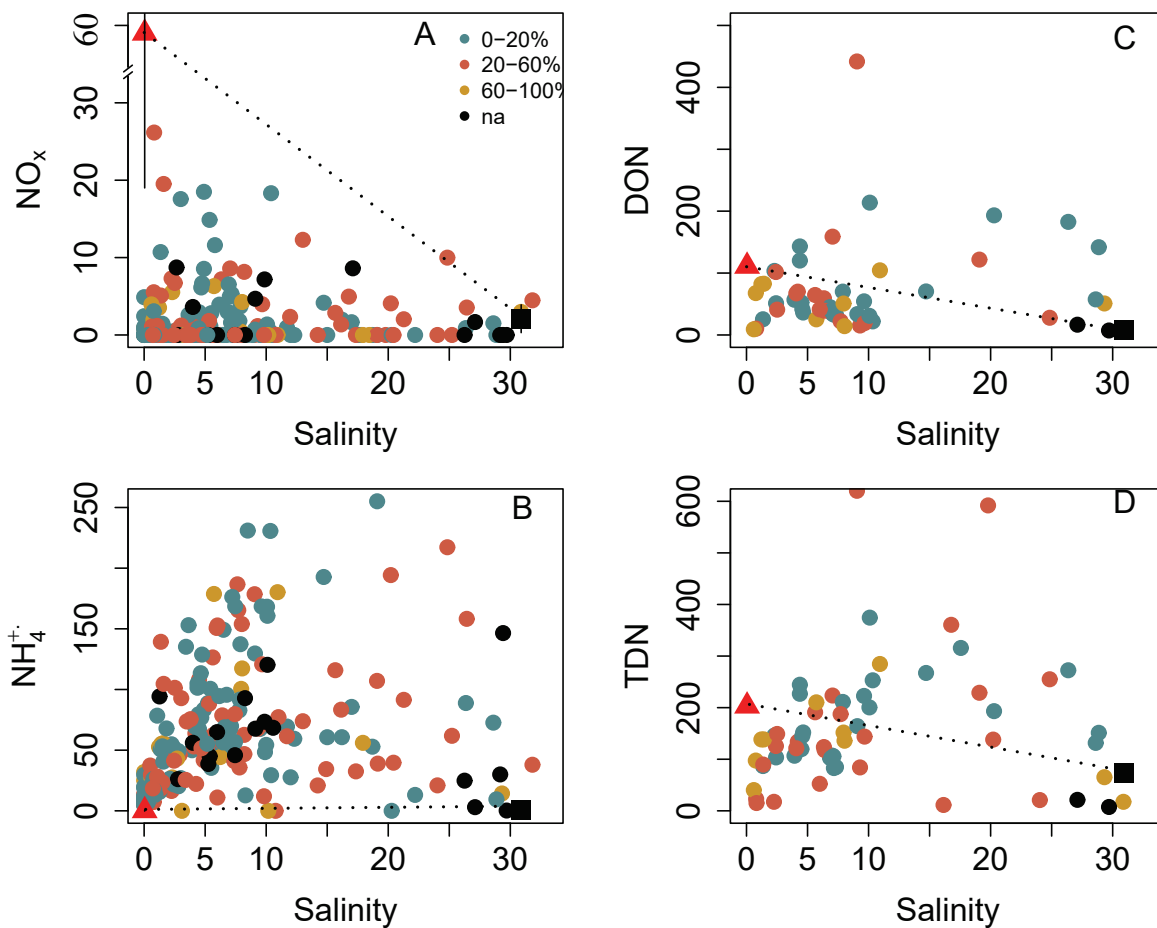 A
0−20%
20−60%
60−100%
na
NOx
0 10 20 30 60
0 5 10 20 30
Salinity
C
DON
0 200 400
0 5 10 20 30
Salinity
B
NH4+.
0 50 150 250
0 5 10 20 30
Salinity
D
TDN
0 200 400 600
0 5 10 20 30
Salinity